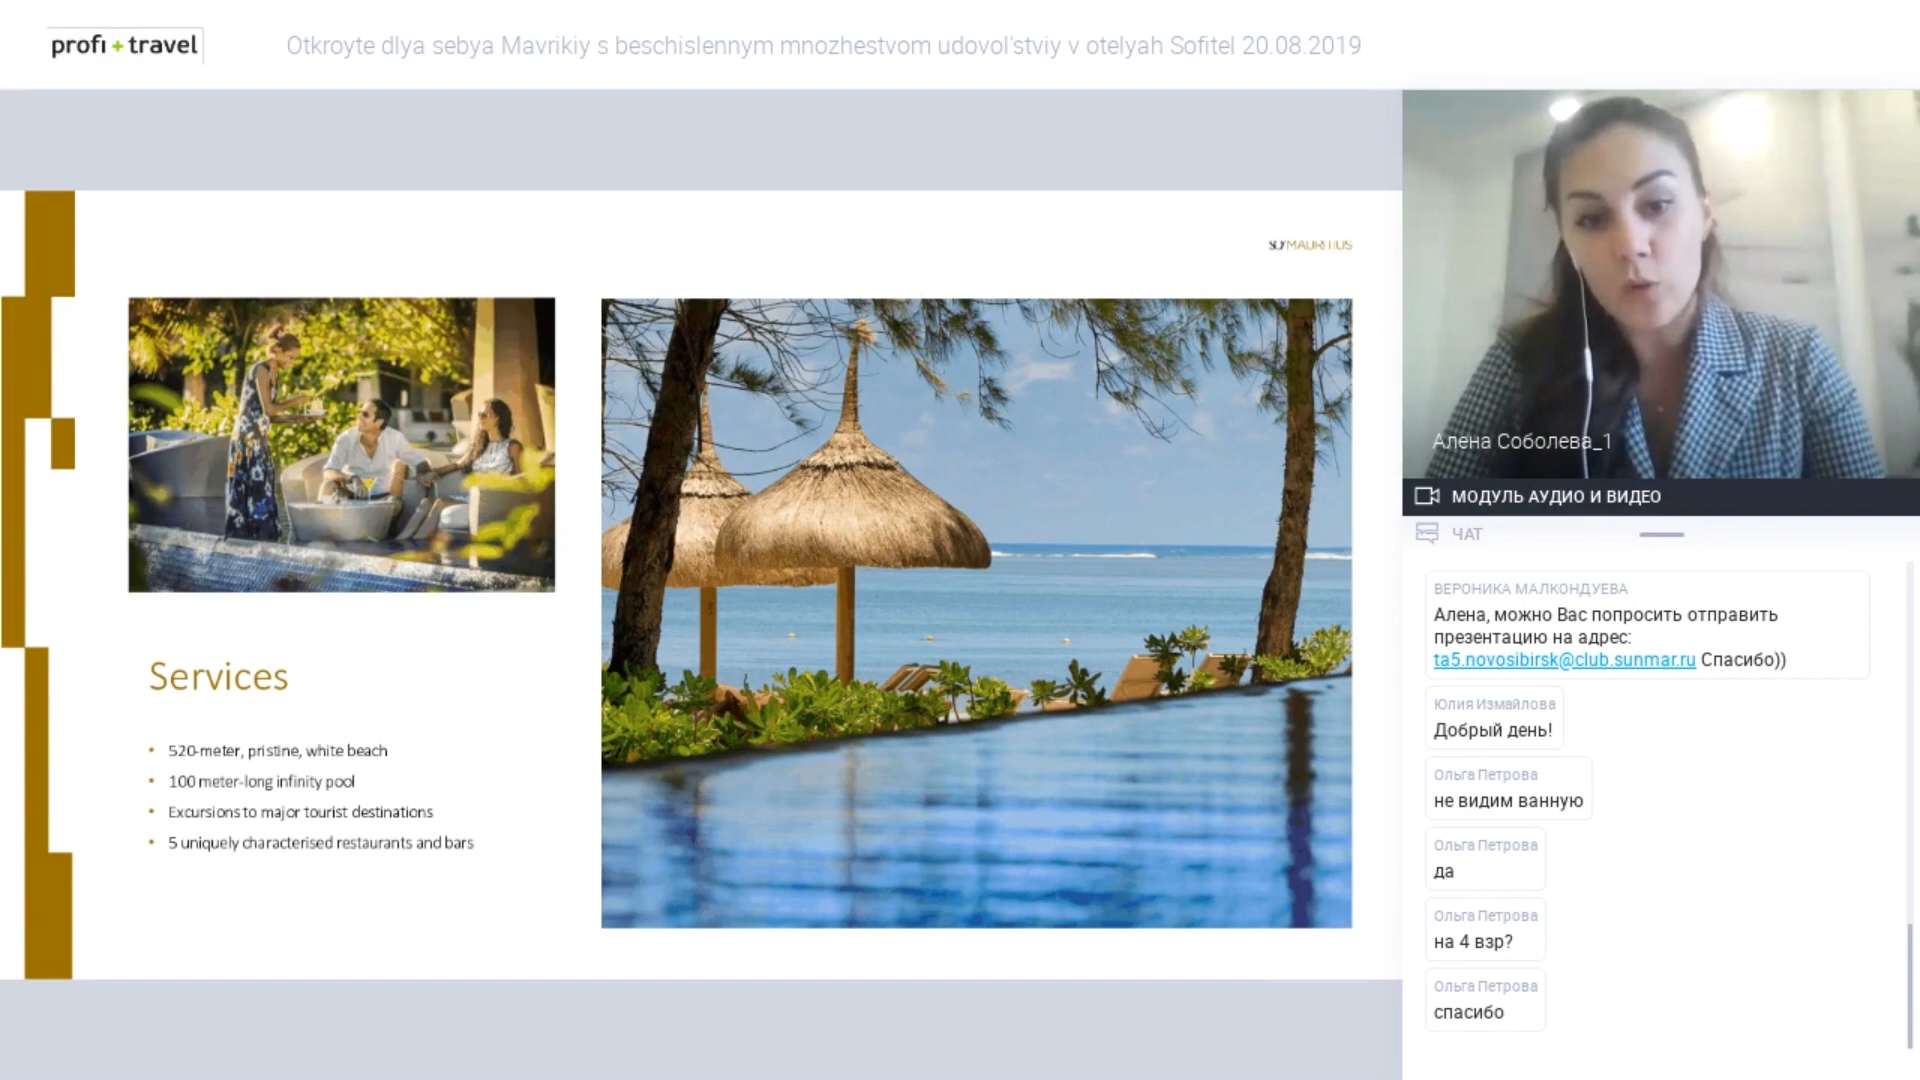 profi + travel
Otkroyte dlya sebya Mavrikiy s beschislennym mnozhestvom udovol'stviy v otelyah Sofitel 20.08.2019
SO/MAURITIUS
Services
• 520-meter, pristine, white beach
• 100 meter-long infinity pool
• Excursions to major tourist destinations
• 5 uniquely characterised restaurants and bars
Алена Соболева_1
МОДУЛЬ АУДИО И ВИДЕО
ЧАТ
ВЕРОНИКА МАЛКОНДУЕВА
Алена, можно Вас попросить отправить
презентацию на адрес:
ta5.novosibirsk@club.sunmar.ru Спасибо))
Юлия Измайлова
Добрый день!
Ольга Петрова
не видим ванную
Ольга Петрова
да
Ольга Петрова
на 4 взр?
Ольга Петрова
спасибо